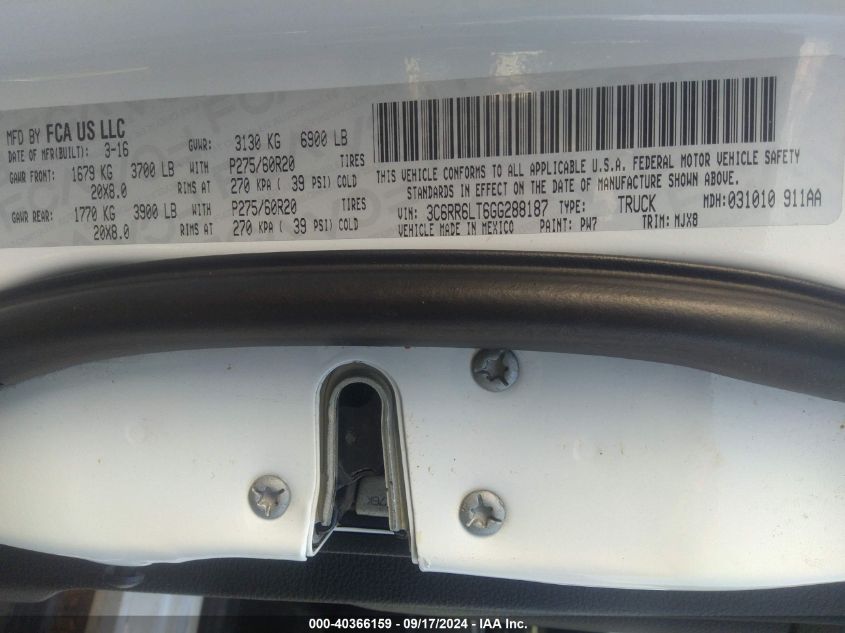 MFD BY FCA US LLC
DATE OF MFR(BUILT): 3-16 GVWR: 3130 KG 6900 LB
GAWR FRONT: 1679 KG 3700 LB WITH P275/60R20 TIRES
20X8.0 RIMS AT 270 KPA ( 39 PSI) COLD
GAWR REAR: 1770 KG 3900 LB WITH P275/60R20 TIRES
20X8.0 RIMS AT 270 KPA ( 39 PSI) COLD
THIS VEHICLE CONFORMS TO ALL APPLICABLE U.S.A. FEDERAL MOTOR VEHICLE SAFETY
STANDARDS IN EFFECT ON THE DATE OF MANUFACTURE SHOWN ABOVE.
VIN: 3C6RR6LT6GG288187 TYPE: TRUCK MDH:031010 911AA
VEHICLE MADE IN MEXICO PAINT: PW7 TRIM: MJX8
000-40366159 - 09/17/2024 - IAA Inc.